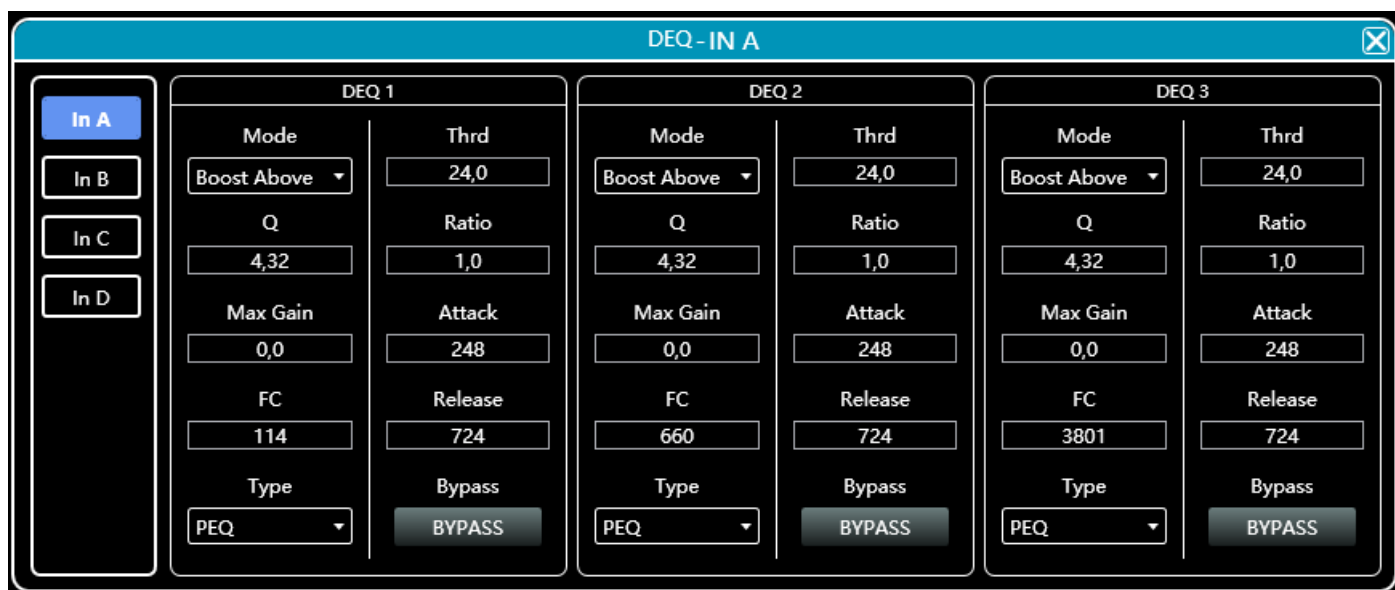 DEQ-IN A
In A
In B
In C
In D
DEQ 1
Mode Thrd
Boost Above 24,0
Q Ratio
4,32 1,0
Max Gain Attack
0,0 248
FC Release
114 724
Type Bypass
PEQ BYPASS
DEQ 2
Mode Thrd
Boost Above 24,0
Q Ratio
4,32 1,0
Max Gain Attack
0,0 248
FC Release
660 724
Type Bypass
PEQ BYPASS
DEQ 3
Mode Thrd
Boost Above 24,0
Q Ratio
4,32 1,0
Max Gain Attack
0,0 248
FC Release
3801 724
Type Bypass
PEQ BYPASS